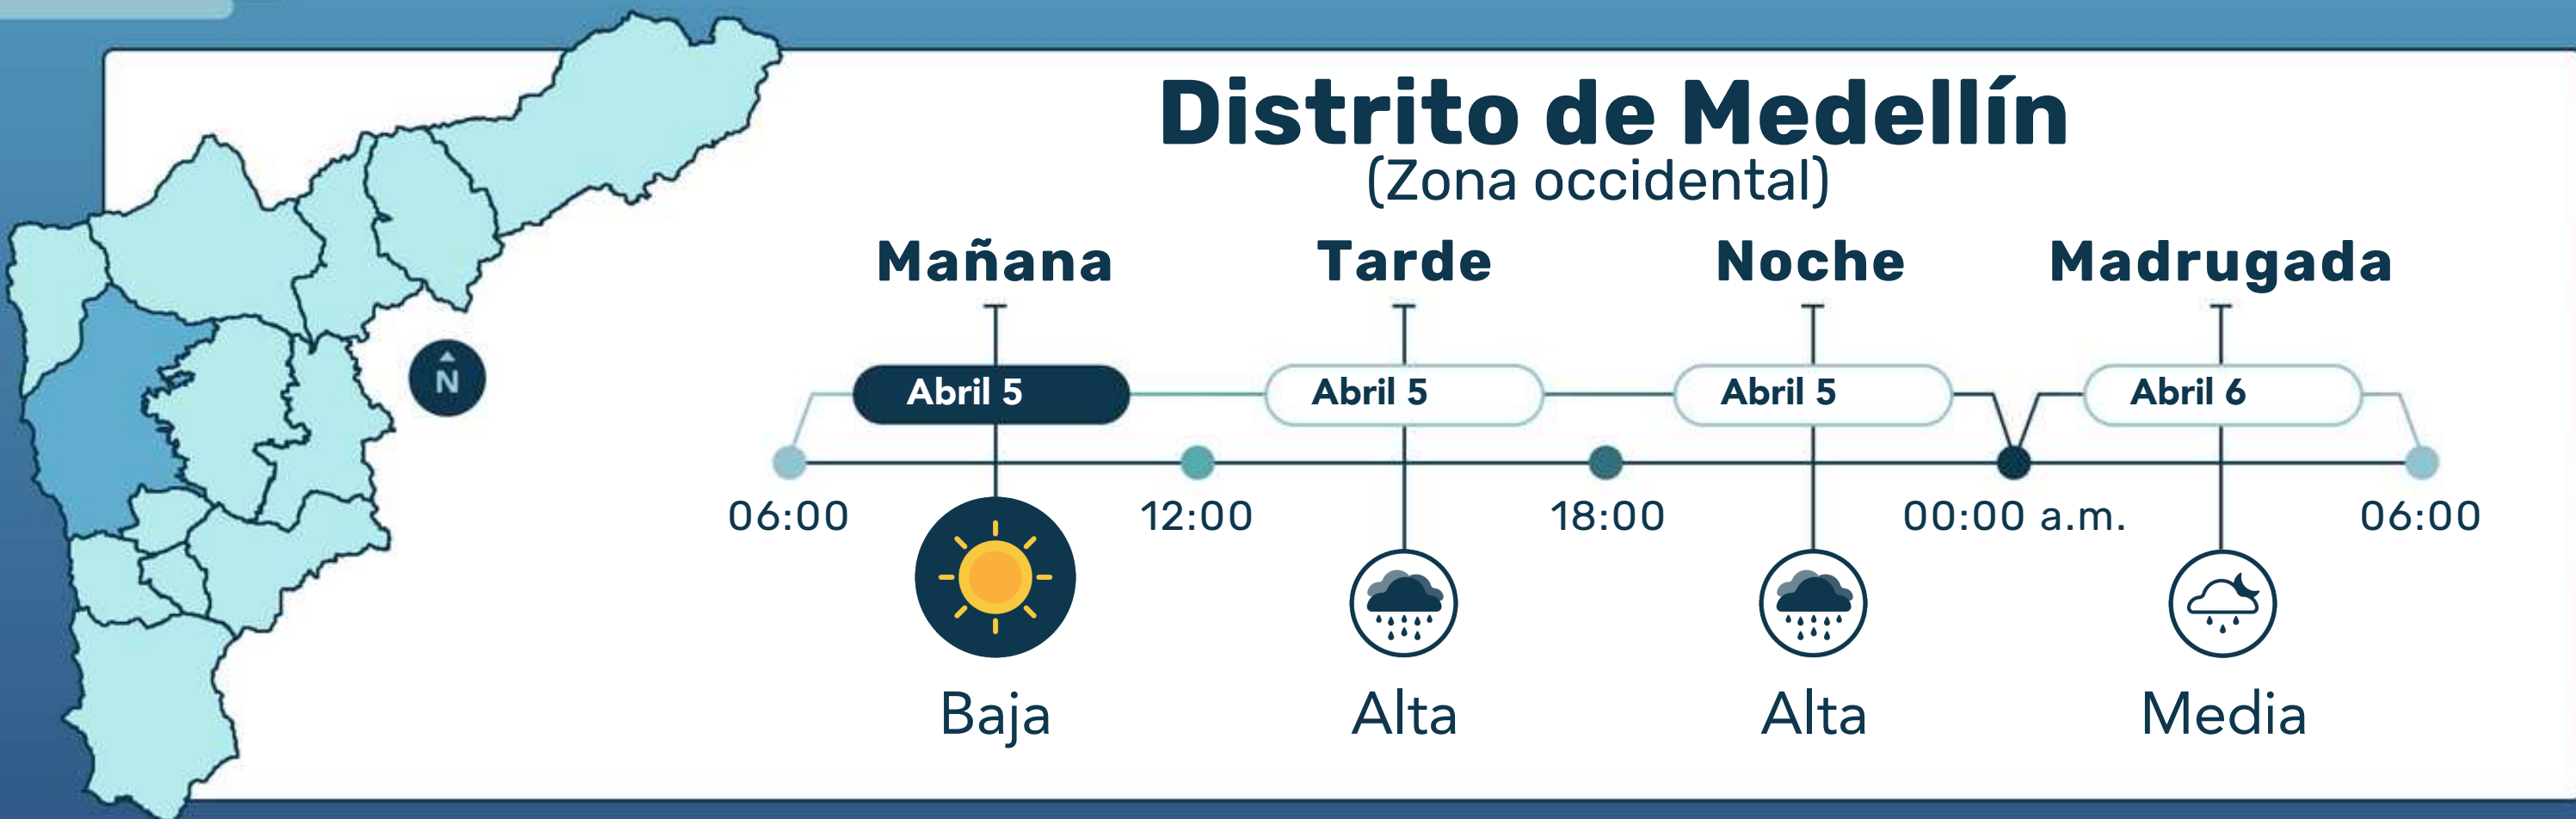 Distrito de Medellín
(Zona occidental)
Mañana Tarde Noche Madrugada
Abril 5 Abril 5 Abril 5 Abril 6
N
06:00 12:00 18:00 00:00 a.m. 06:00
Baja Alta Alta Media